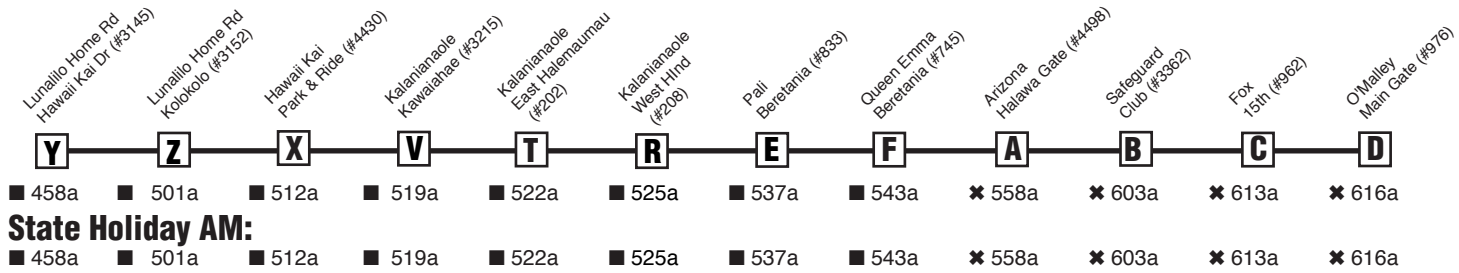 Lunalilo Home Rd
Hawaii Kai Dr (#3145)
Lunalilo Home Rd
Kolokolo (#3152)
Hawaii Kai
Park & Ride (#4430)
Kalanianaole
Kawaiahae (#3215)
Kalanianaole
East Halemaumau
(#202)
Kalanianaole
West HInd
(#208)
Pali
Beretania (#833)
Queen Emma
Beretania (#745)
Arizona
Halawa Gate (#4498)
Safeguard
Club (#3362)
Fox
15th (#962)
O'Malley
Main Gate (#976)
Y Z X V T R E F A B C D
■ 458a ■ 501a ■ 512a ■ 519a ■ 522a ■ 525a ■ 537a ■ 543a ✖ 558a ✖ 603a ✖ 613a ✖ 616a
State Holiday AM:
■ 458a ■ 501a ■ 512a ■ 519a ■ 522a ■ 525a ■ 537a ■ 543a ✖ 558a ✖ 603a ✖ 613a ✖ 616a